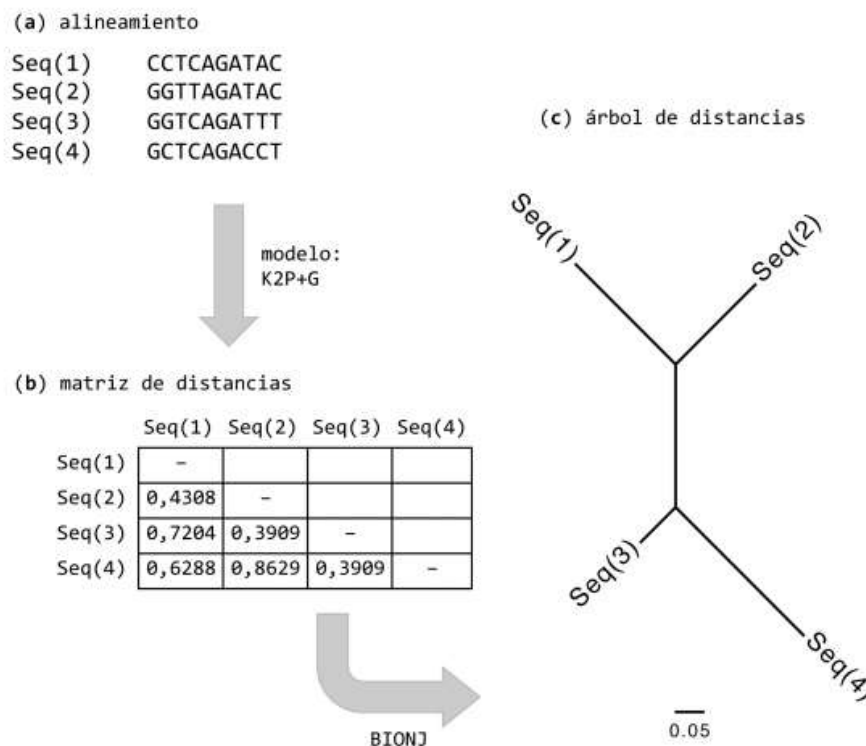 (a) alineamiento
Seq(1) CCTCAGATAC
Seq(2) GGTTAGATAC
Seq(3) GGTCAGATTT
Seq(4) GCTCAGACCT
modelo:
K2P+G
(b) matriz de distancias
Seq(1) Seq(2) Seq(3) Seq(4)
Seq(1) –
Seq(2) 0,4308 –
Seq(3) 0,7204 0,3909 –
Seq(4) 0,6288 0,8629 0,3909 –
BIONJ
(c) árbol de distancias
Seq(1)
Seq(2)
Seq(3)
Seq(4)
0.05